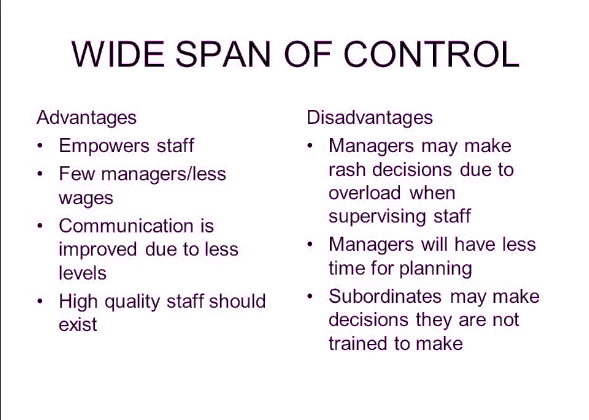 WIDE SPAN OF CONTROL
Advantages
• Empowers staff
• Few managers/less
wages
• Communication is
improved due to less
levels
• High quality staff should
exist
Disadvantages
• Managers may make
rash decisions due to
overload when
supervising staff
• Managers will have less
time for planning
• Subordinates may make
decisions they are not
trained to make